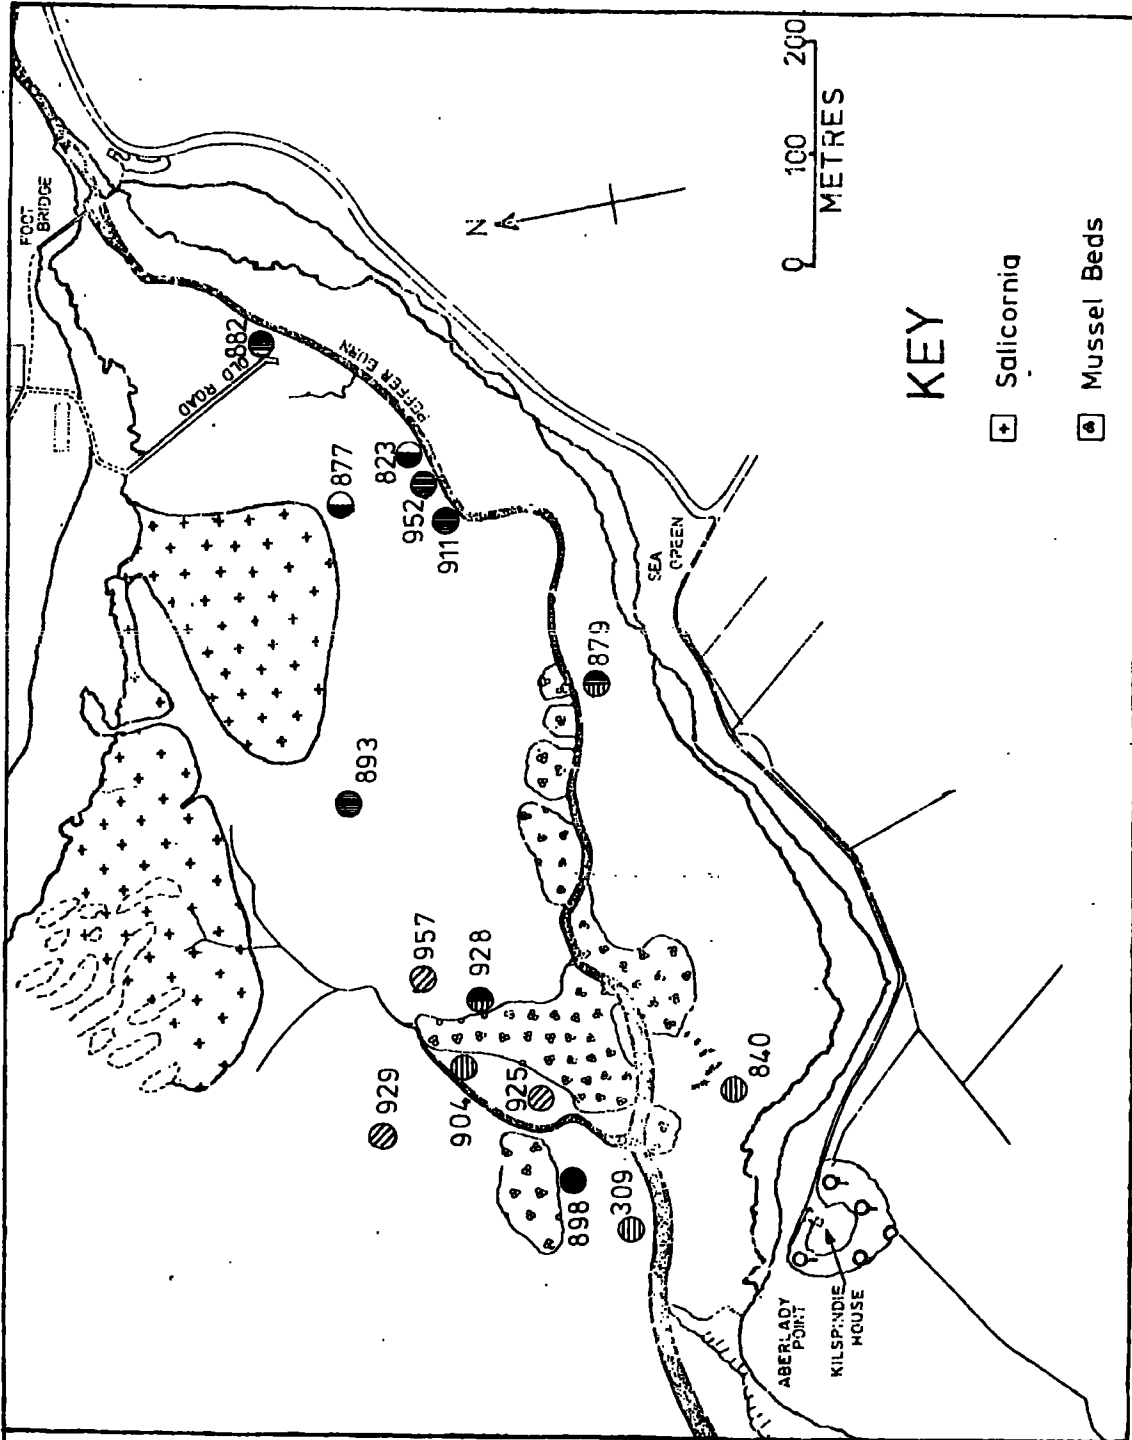 FOOT
BRIDGE
OLD ROAD
PEFFER BURN
882
877
823
952
911
893
879
957
928
929
904
925
898
309
840
SEA
GREEN
ABERLADY
POINT
KILSPINDIE
HOUSE
N
0 100 200
METRES
KEY
Salicornia
Mussel Beds